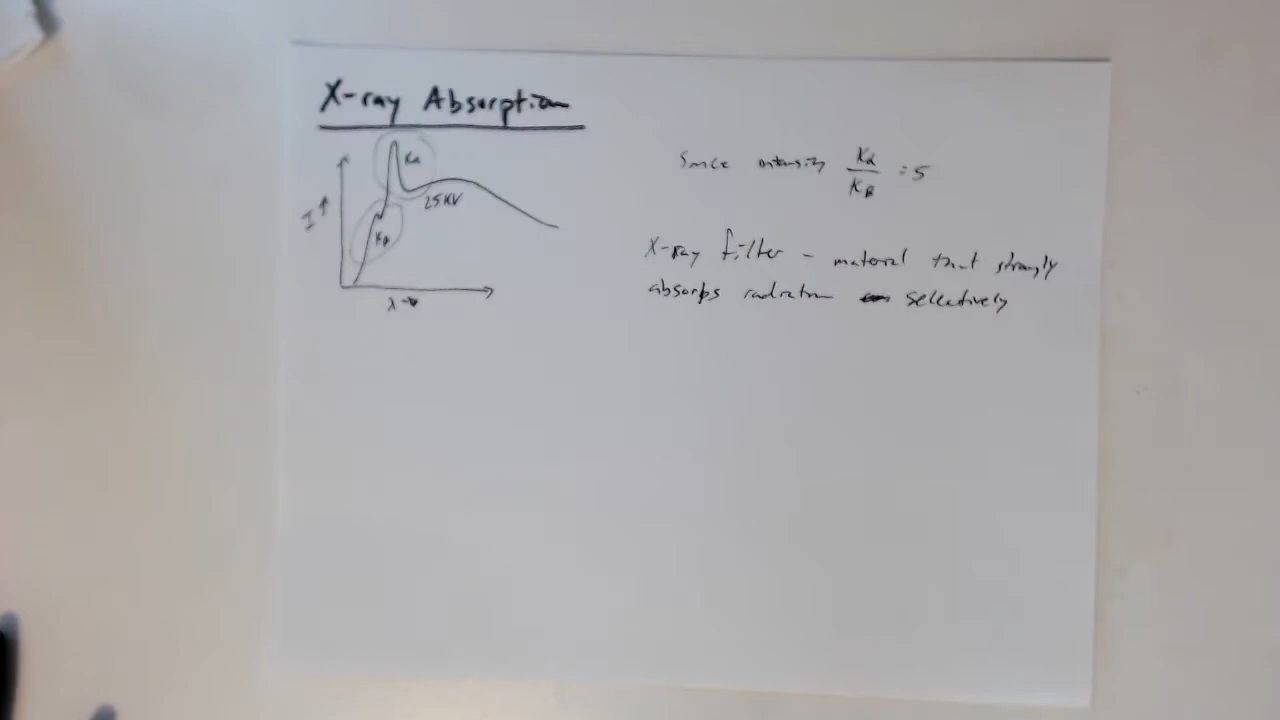 X-ray Absorption
I ↑
Kα
25KV
Kβ
λ →
Since intensity Kα / Kβ = 5
X-ray filter - material that strongly
absorbs radiation selectively